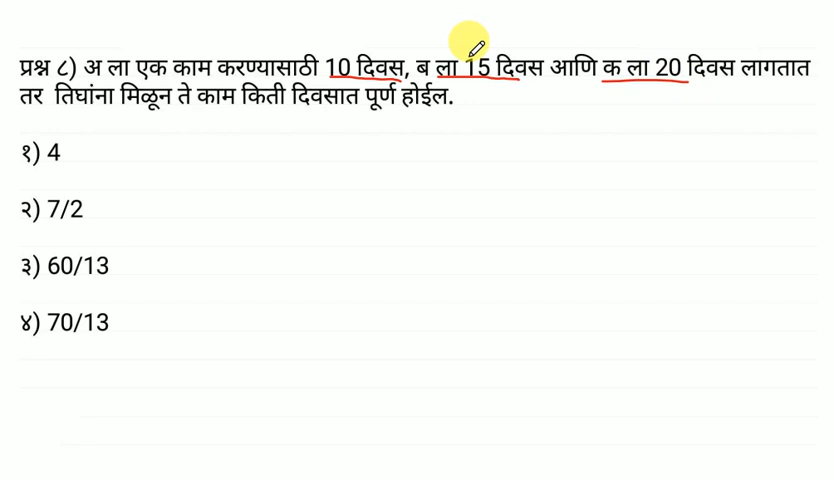 प्रश्न ८) अ ला एक काम करण्यासाठी 10 दिवस, ब ला 15 दिवस आणि क ला 20 दिवस लागतात
तर तिघांना मिळून ते काम किती दिवसात पूर्ण होईल.
१) 4
२) 7/2
३) 60/13
४) 70/13